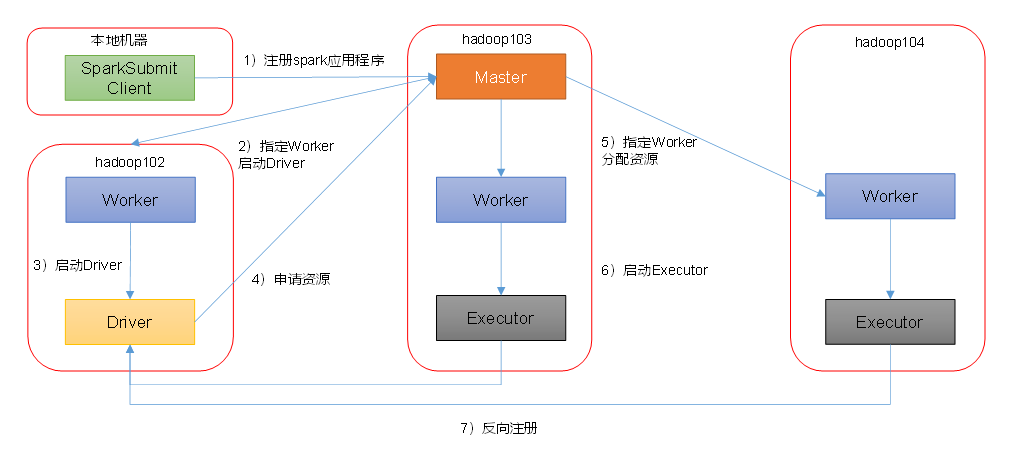 本地机器
SparkSubmit
Client
1）注册spark应用程序
hadoop103
Master
hadoop104
2）指定Worker
启动Driver
5）指定Worker
分配资源
hadoop102
Worker
Worker
Worker
3）启动Driver
4）申请资源
6）启动Executor
Driver
Executor
Executor
7）反向注册